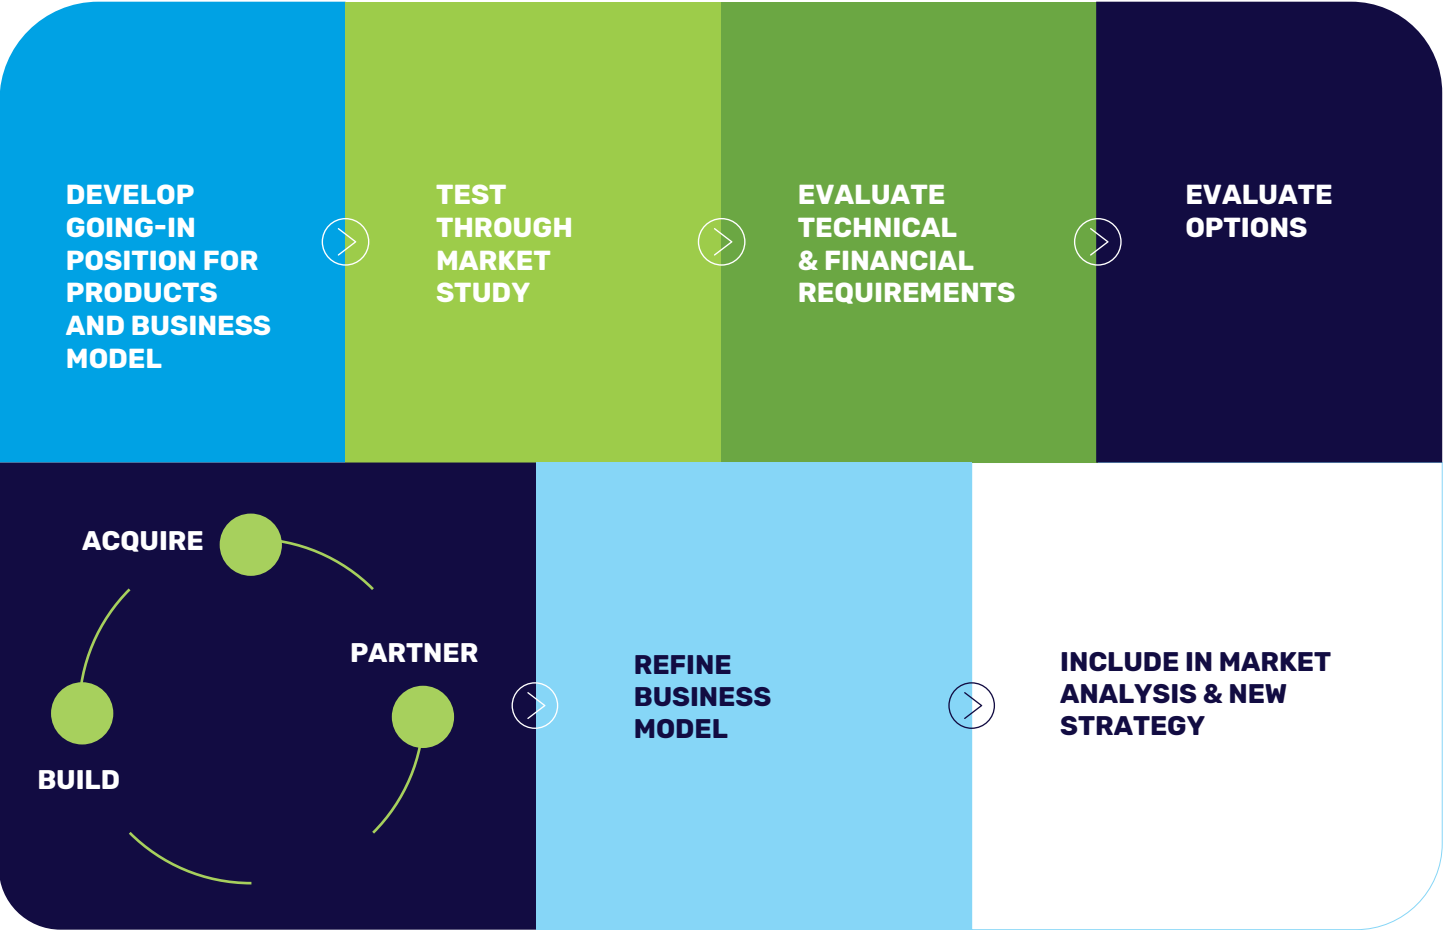 DEVELOP
GOING-IN
POSITION FOR
PRODUCTS
AND BUSINESS
MODEL
TEST
THROUGH
MARKET
STUDY
EVALUATE
TECHNICAL
& FINANCIAL
REQUIREMENTS
EVALUATE
OPTIONS
ACQUIRE
PARTNER
BUILD
REFINE
BUSINESS
MODEL
INCLUDE IN MARKET
ANALYSIS & NEW
STRATEGY